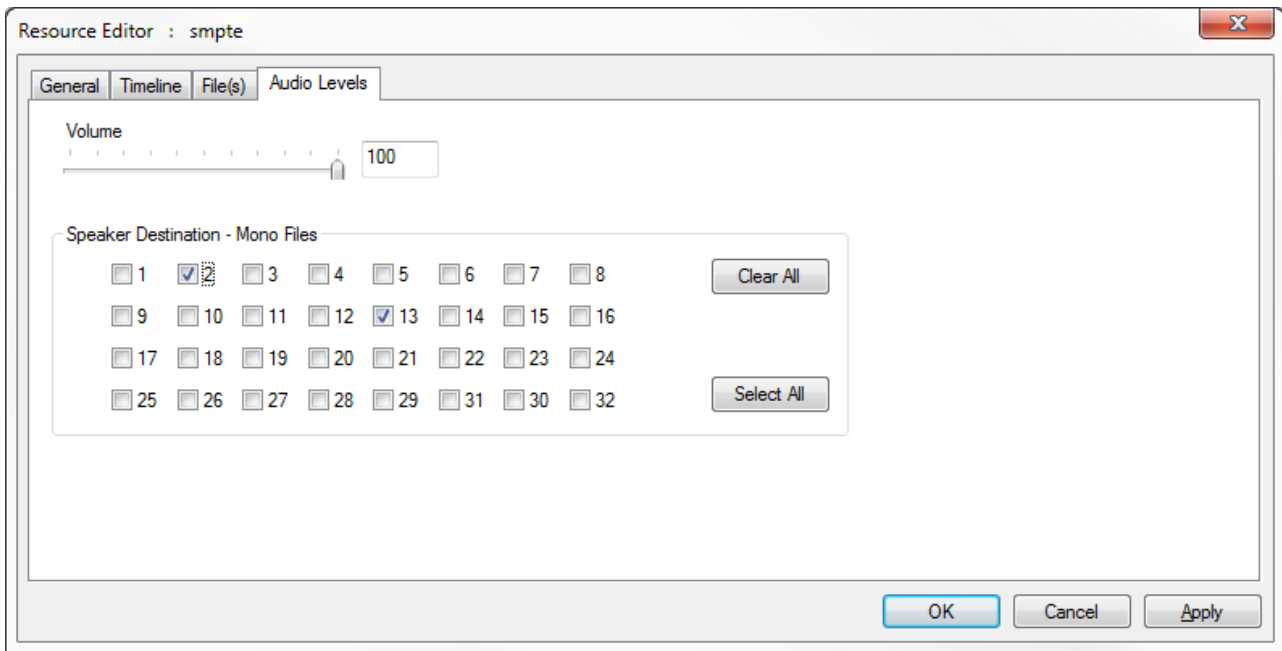 Resource Editor : smpte
General Timeline File(s) Audio Levels
Volume
100
Speaker Destination - Mono Files
1 2 3 4 5 6 7 8 Clear All
9 10 11 12 13 14 15 16
17 18 19 20 21 22 23 24
25 26 27 28 29 31 30 32 Select All
OK Cancel Apply